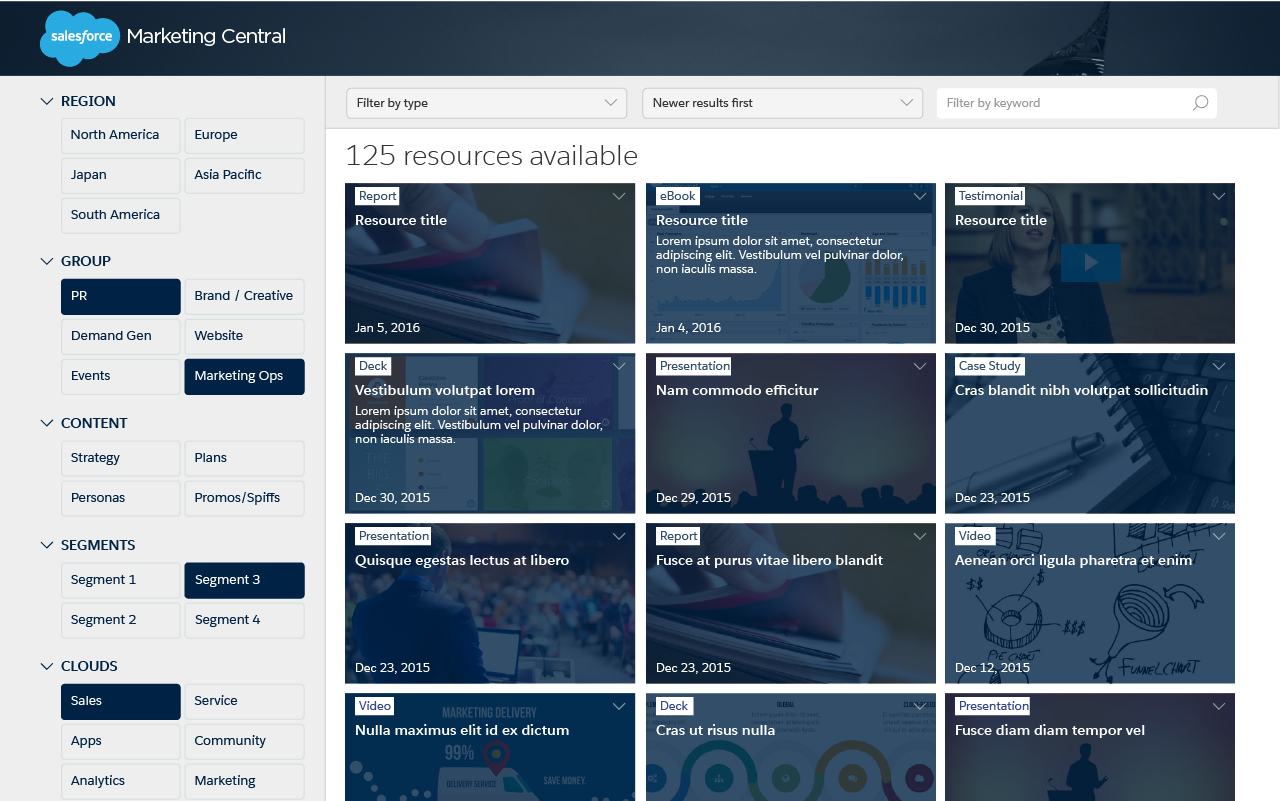 salesforce Marketing Central
REGION
North America
Europe
Japan
Asia Pacific
South America
GROUP
PR
Brand / Creative
Demand Gen
Website
Events
Marketing Ops
CONTENT
Strategy
Plans
Personas
Promos/Spiffs
SEGMENTS
Segment 1
Segment 3
Segment 2
Segment 4
CLOUDS
Sales
Service
Apps
Community
Analytics
Marketing
Filter by type
Newer results first
Filter by keyword
125 resources available
Report
Resource title
Jan 5, 2016
eBook
Resource title
Lorem ipsum dolor sit amet, consectetur
adipiscing elit. Vestibulum vel pulvinar dolor,
non iaculis massa.
Jan 4, 2016
Testimonial
Resource title
Dec 30, 2015
Deck
Vestibulum volutpat lorem
Lorem ipsum dolor sit amet, consectetur
adipiscing elit. Vestibulum vel pulvinar dolor,
non iaculis massa.
Dec 30, 2015
Presentation
Nam commodo efficitur
Dec 29, 2015
Case Study
Cras blandit nibh volutpat sollicitudin
Dec 23, 2015
Presentation
Quisque egestas lectus at libero
Dec 23, 2015
Report
Fusce at purus vitae libero blandit
Dec 23, 2015
Video
Aenean orci ligula pharetra et enim
$$
$$$
PIE CHART
FUNNEL CHART
Dec 12, 2015
Video
Nulla maximus elit id ex dictum
MARKETING DELIVERY
99%
DELIVERY SERVICE
SAVE MONEY.
Deck
Cras ut risus nulla
GLOBAL
Presentation
Fusce diam diam tempor vel